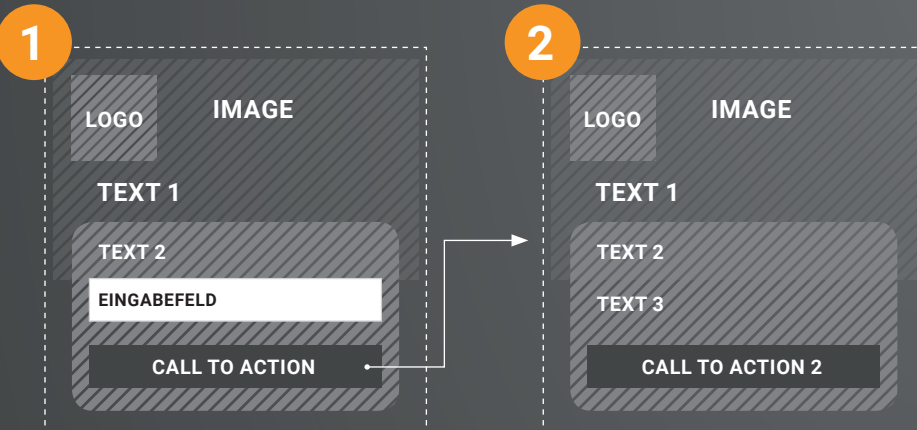 1
LOGO
IMAGE
TEXT 1
TEXT 2
EINGABEFELD
CALL TO ACTION
2
LOGO
IMAGE
TEXT 1
TEXT 2
TEXT 3
CALL TO ACTION 2